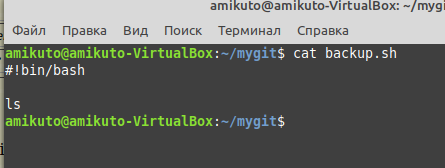 amikuto@amikuto-VirtualBox: ~/mygit
Файл Правка Вид Поиск Терминал Справка
amikuto@amikuto-VirtualBox:~/mygit$ cat backup.sh
#!bin/bash
ls
amikuto@amikuto-VirtualBox:~/mygit$